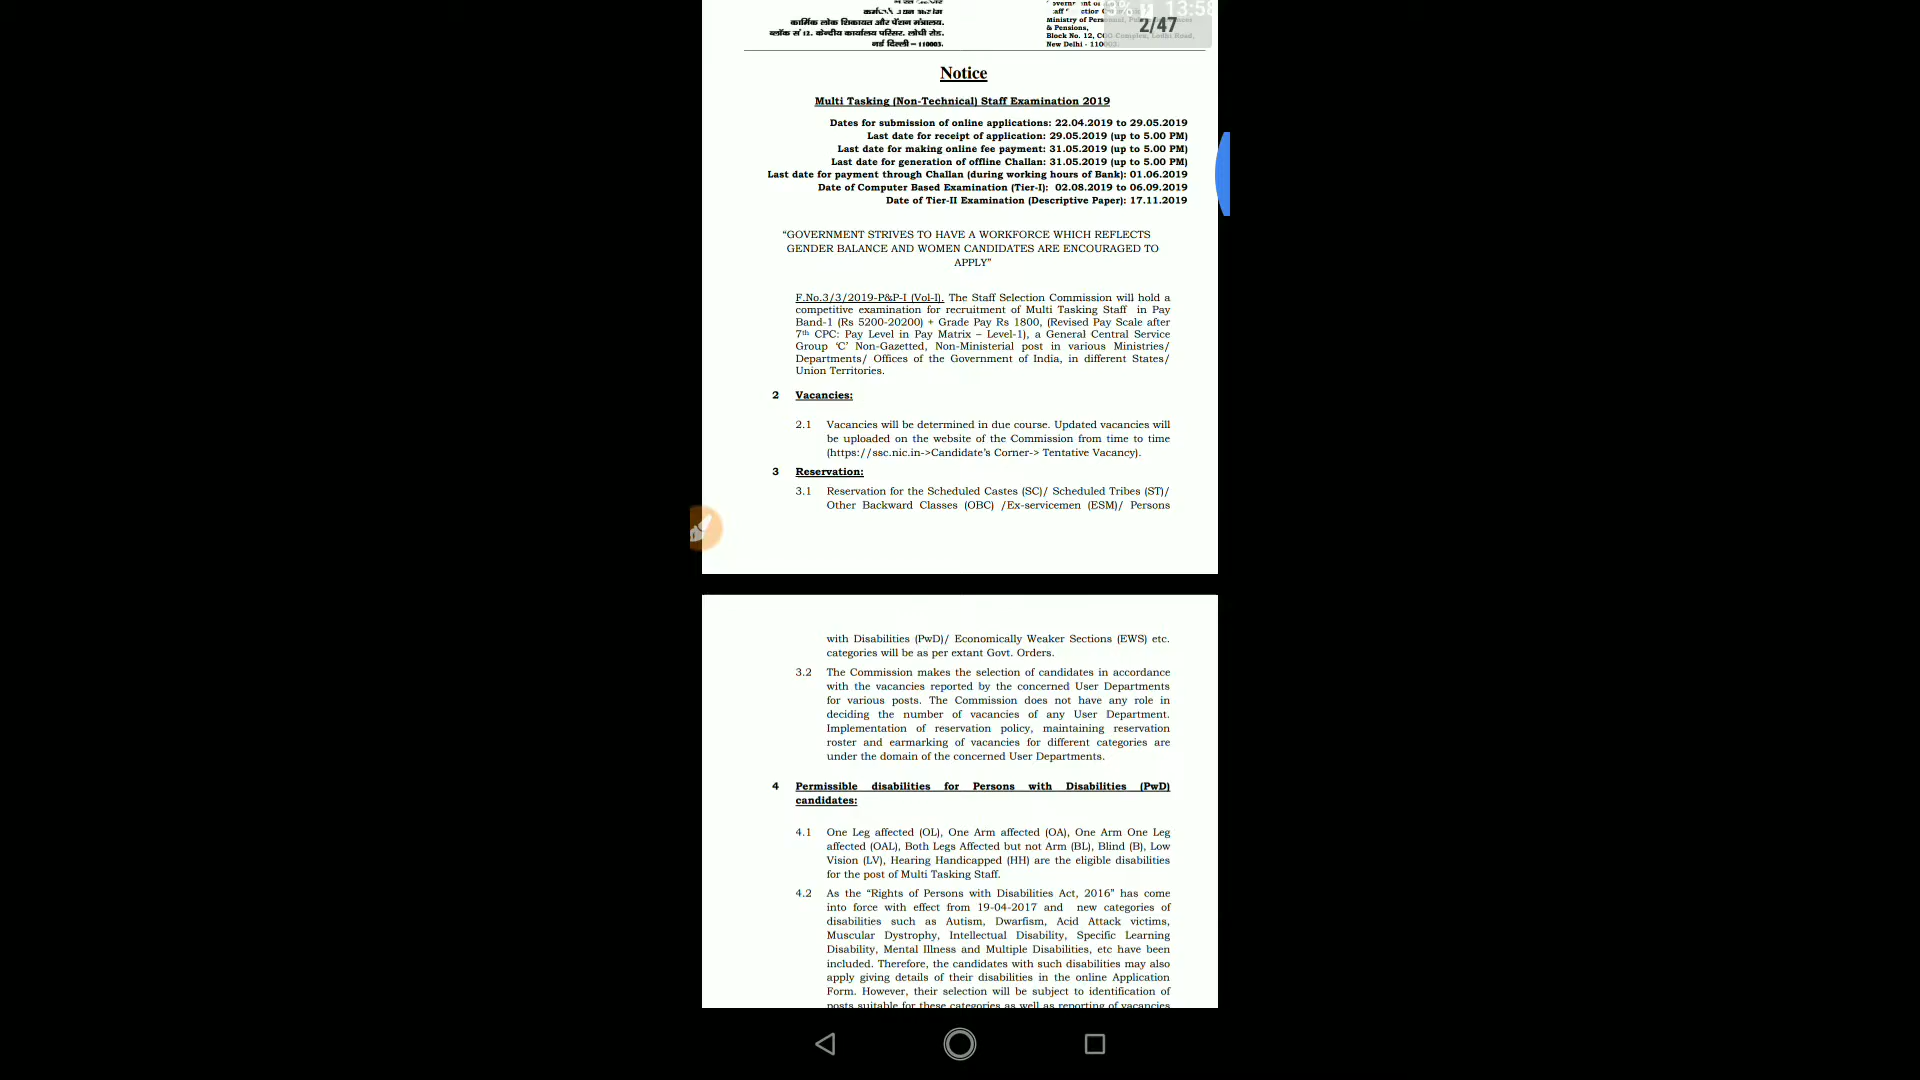 कार्मिक लोक शिकायत और पेंशन मंत्रालय.
ब्लॉक सं 12. केन्दीय कार्यालय परिसर. लोधी रोड.
नई दिल्ली – 110003.
Ministry of Personnel,
& Pensions,
Block No. 12, CGO Complex, Lodhi Road,
New Delhi - 110003.
13:58
2/47
Notice
Multi Tasking (Non-Technical) Staff Examination 2019
Dates for submission of online applications: 22.04.2019 to 29.05.2019
Last date for receipt of application: 29.05.2019 (up to 5.00 PM)
Last date for making online fee payment: 31.05.2019 (up to 5.00 PM)
Last date for generation of offline Challan: 31.05.2019 (up to 5.00 PM)
Last date for payment through Challan (during working hours of Bank): 01.06.2019
Date of Computer Based Examination (Tier-I): 02.08.2019 to 06.09.2019
Date of Tier-II Examination (Descriptive Paper): 17.11.2019
“GOVERNMENT STRIVES TO HAVE A WORKFORCE WHICH REFLECTS
GENDER BALANCE AND WOMEN CANDIDATES ARE ENCOURAGED TO
APPLY”
F.No.3/3/2019-P&P-I (Vol-I). The Staff Selection Commission will hold a
competitive examination for recruitment of Multi Tasking Staff in Pay
Band-1 (Rs 5200-20200) + Grade Pay Rs 1800, (Revised Pay Scale after
7th CPC: Pay Level in Pay Matrix – Level-1), a General Central Service
Group ‘C’ Non-Gazetted, Non-Ministerial post in various Ministries/
Departments/ Offices of the Government of India, in different States/
Union Territories.
2 Vacancies:
2.1 Vacancies will be determined in due course. Updated vacancies will
be uploaded on the website of the Commission from time to time
(https://ssc.nic.in->Candidate’s Corner-> Tentative Vacancy).
3 Reservation:
3.1 Reservation for the Scheduled Castes (SC)/ Scheduled Tribes (ST)/
Other Backward Classes (OBC) /Ex-servicemen (ESM)/ Persons
with Disabilities (PwD)/ Economically Weaker Sections (EWS) etc.
categories will be as per extant Govt. Orders.
3.2 The Commission makes the selection of candidates in accordance
with the vacancies reported by the concerned User Departments
for various posts. The Commission does not have any role in
deciding the number of vacancies of any User Department.
Implementation of reservation policy, maintaining reservation
roster and earmarking of vacancies for different categories are
under the domain of the concerned User Departments.
4 Permissible disabilities for Persons with Disabilities (PwD)
candidates:
4.1 One Leg affected (OL), One Arm affected (OA), One Arm One Leg
affected (OAL), Both Legs Affected but not Arm (BL), Blind (B), Low
Vision (LV), Hearing Handicapped (HH) are the eligible disabilities
for the post of Multi Tasking Staff.
4.2 As the “Rights of Persons with Disabilities Act, 2016” has come
into force with effect from 19-04-2017 and new categories of
disabilities such as Autism, Dwarfism, Acid Attack victims,
Muscular Dystrophy, Intellectual Disability, Specific Learning
Disability, Mental Illness and Multiple Disabilities, etc have been
included. Therefore, the candidates with such disabilities may also
apply giving details of their disabilities in the online Application
Form. However, their selection will be subject to identification of
posts suitable for these categories as well as reporting of vacancies